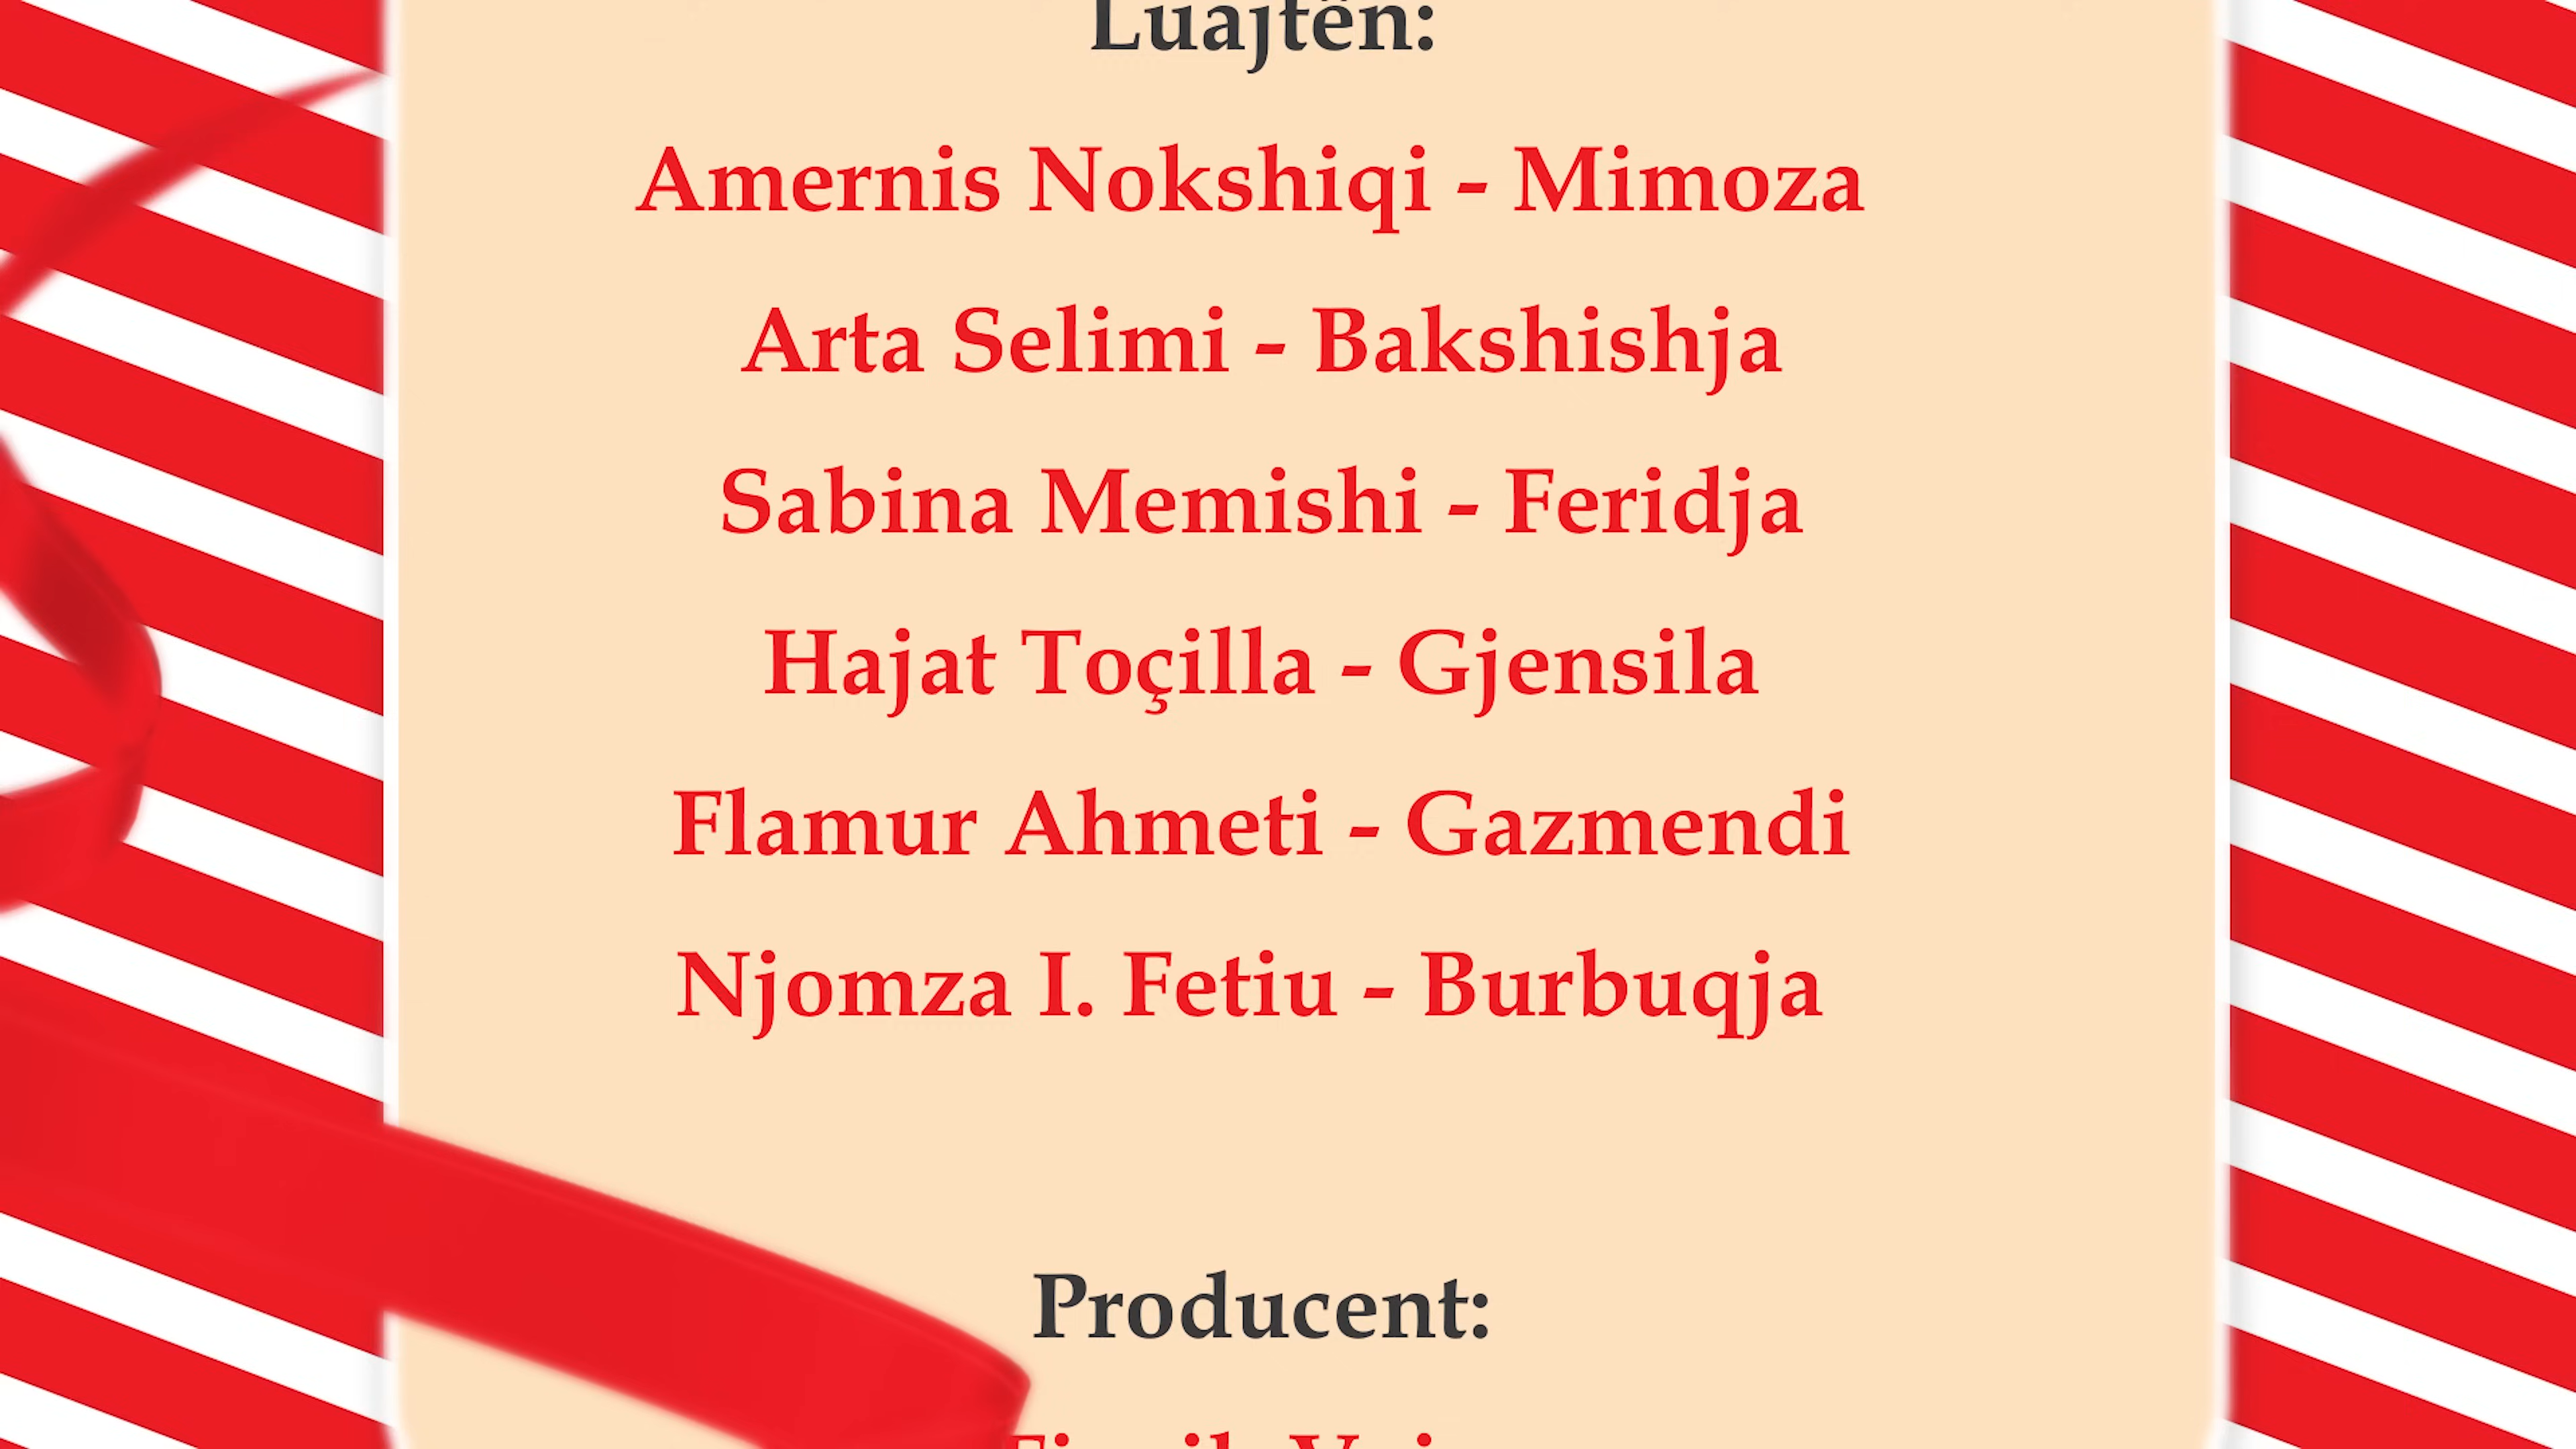 Luajtën:
Amernis Nokshiqi - Mimoza
Arta Selimi - Bakshishja
Sabina Memishi - Feridja
Hajat Toçilla - Gjensila
Flamur Ahmeti - Gazmendi
Njomza I. Fetiu - Burbuqja
Producent: